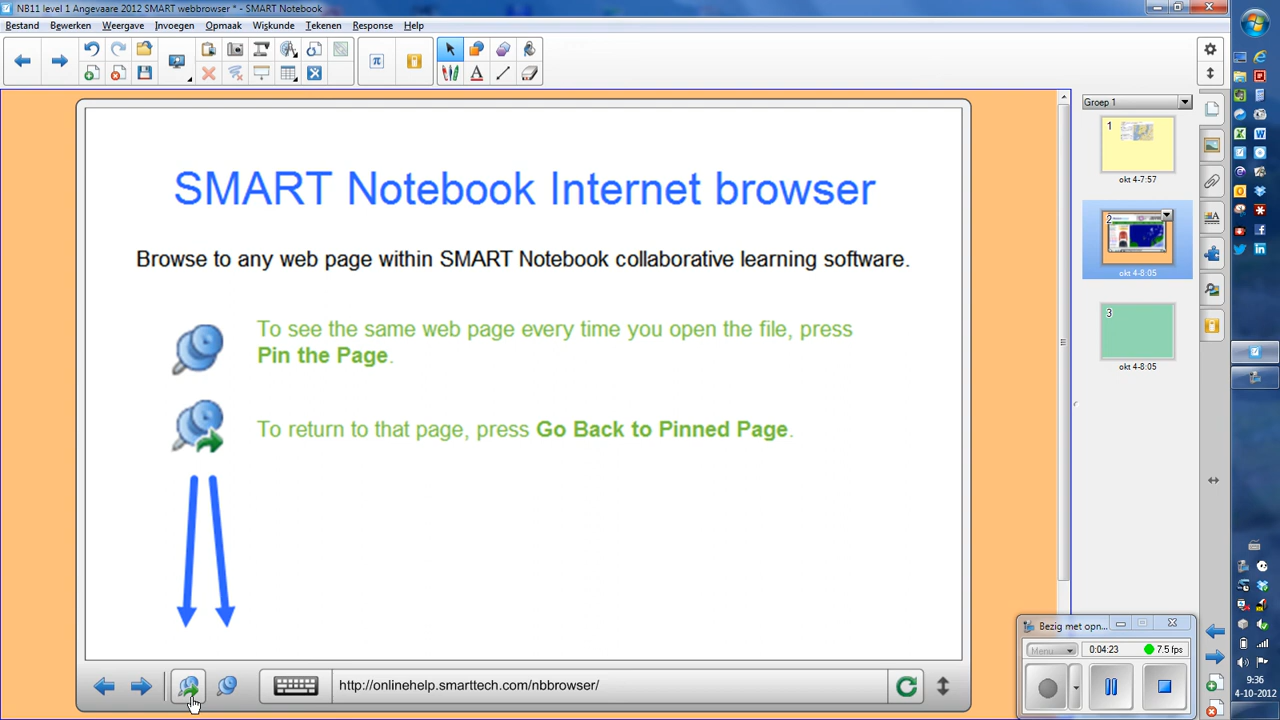 NB11 level 1 Angevaare 2012 SMART webbrowser * - SMART Notebook
Bestand Bewerken Weergave Invoegen Opmaak Wiskunde Tekenen Response Help
Groep 1
1
okt 4-7:57
2
okt 4-8:05
3
okt 4-8:05
SMART Notebook Internet browser
Browse to any web page within SMART Notebook collaborative learning software.
To see the same web page every time you open the file, press
Pin the Page.
To return to that page, press Go Back to Pinned Page.
http://onlinehelp.smarttech.com/nbbrowser/
Bezig met opn...
Menu 0:04:23 7.5 fps
9:36
4-10-2012